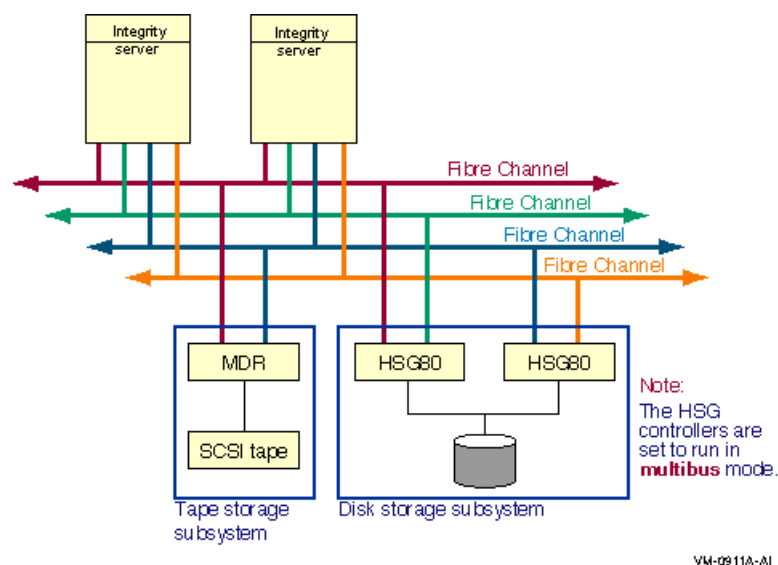 Integrity
server
Integrity
server
Fibre Channel
Fibre Channel
Fibre Channel
Fibre Channel
MDR
HSG80
HSG80
SCSI tape
Note:
The HSG
controllers are
set to run in
multibus mode.
Tape storage
subsystem
Disk storage subsystem
VM-0911A-AI